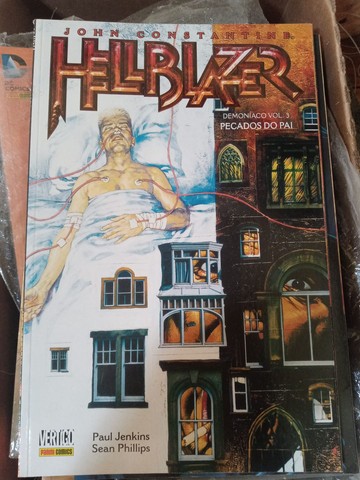 JOHN CONSTANTINE
HELLBLAZER
DEMONÍACO VOL. 3
PECADOS DO PAI
VERTIGO
PANINI COMICS
Paul Jenkins
Sean Phillips